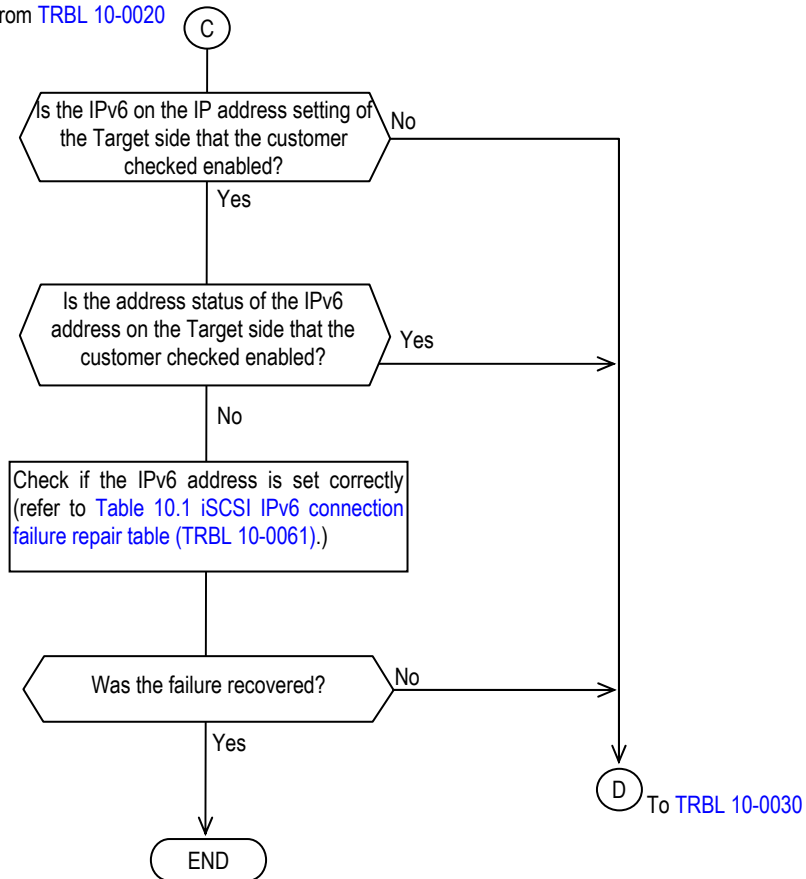 from TRBL 10-0020
C
Is the IPv6 on the IP address setting of
the Target side that the customer
checked enabled?
No
Yes
Is the address status of the IPv6
address on the Target side that the
customer checked enabled?
Yes
No
Check if the IPv6 address is set correctly
(refer to Table 10.1 iSCSI IPv6 connection
failure repair table (TRBL 10-0061).)
Was the failure recovered?
No
Yes
D
To TRBL 10-0030
END